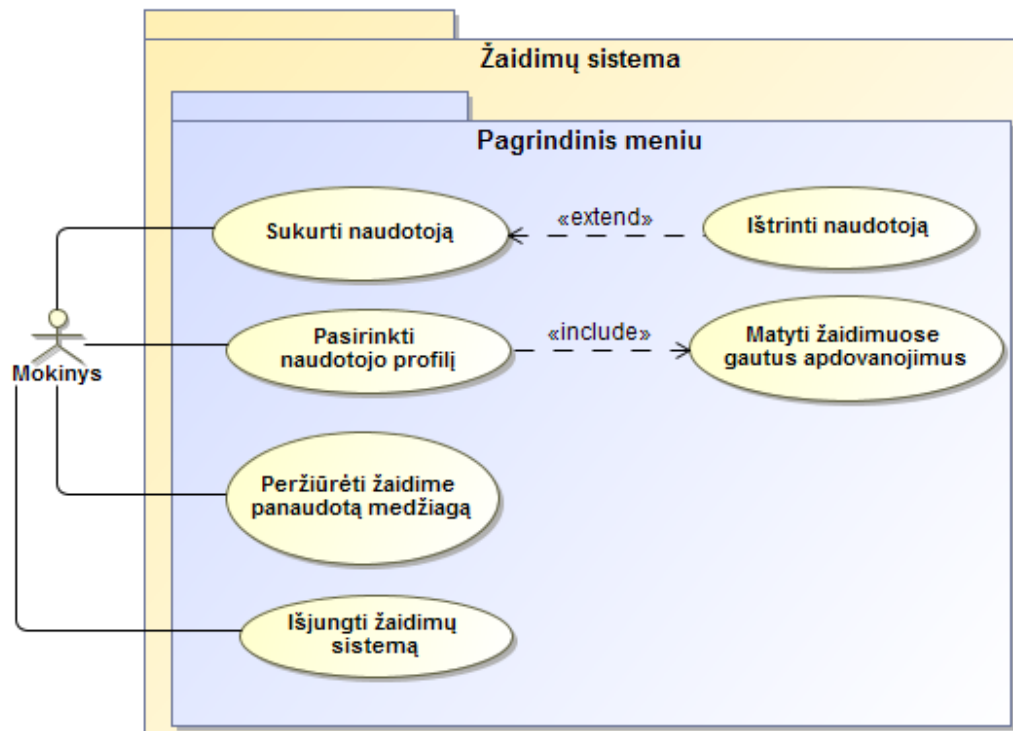 Žaidimų sistema
Pagrindinis meniu
Sukurti naudotoją
«extend»
Ištrinti naudotoją
Mokinys
Pasirinkti
naudotojo profilį
«include»
Matyti žaidimuose
gautus apdovanojimus
Peržiūrėti žaidime
panaudotą medžiagą
Išjungti žaidimų
sistemą